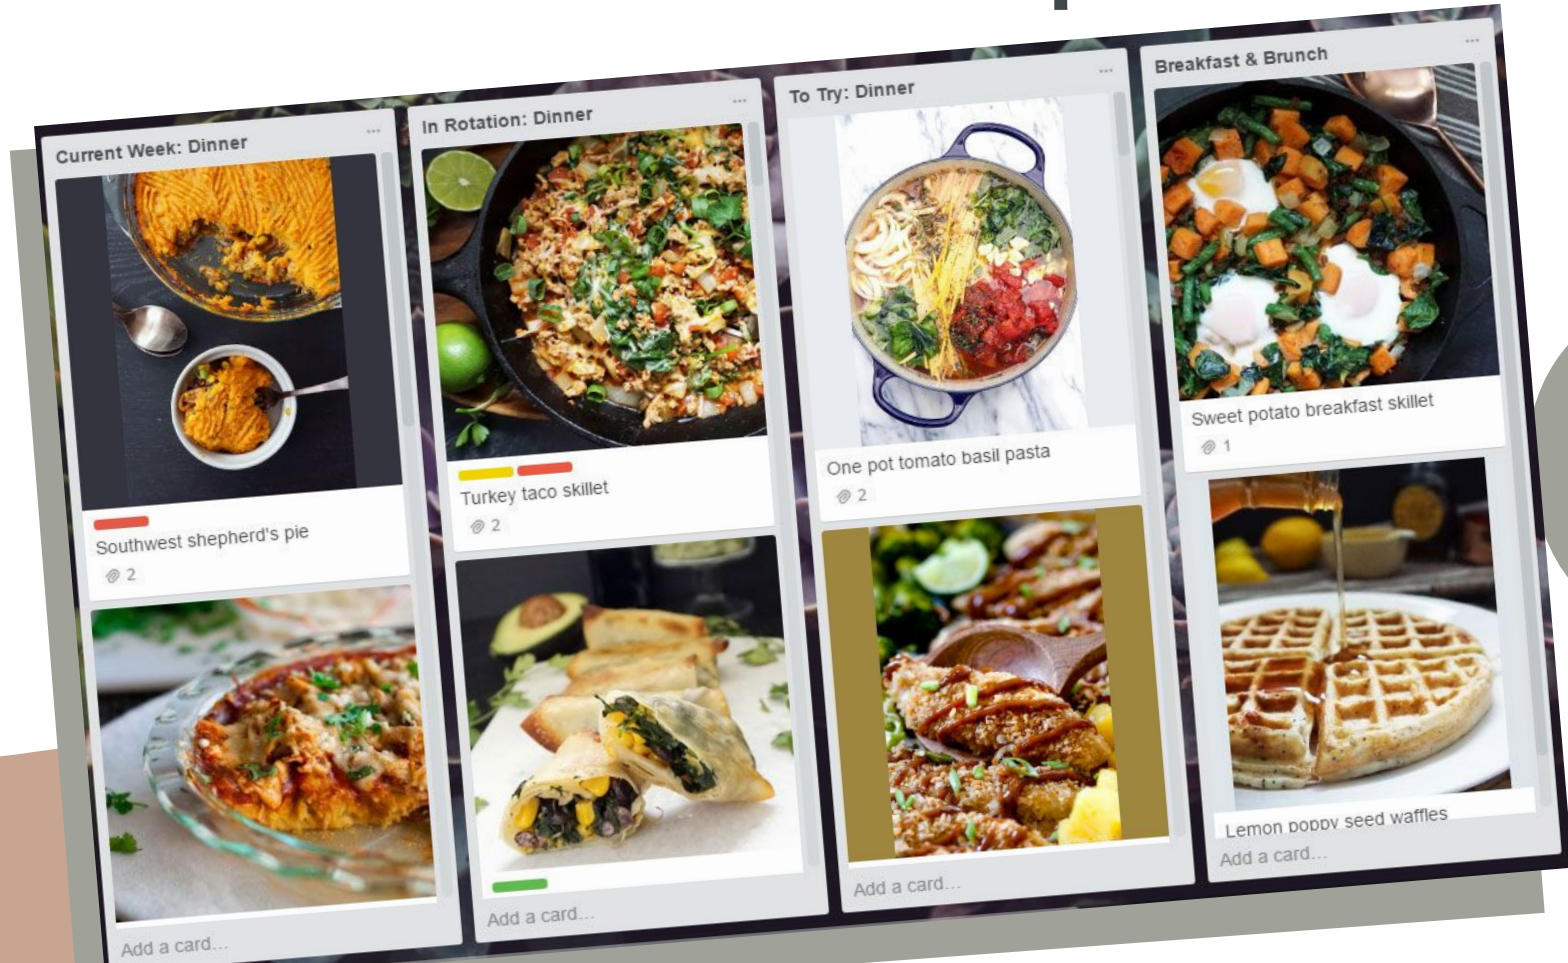 Current Week: Dinner
Southwest shepherd's pie
2
Add a card...
In Rotation: Dinner
Turkey taco skillet
2
Add a card...
To Try: Dinner
One pot tomato basil pasta
2
Add a card...
Breakfast & Brunch
Sweet potato breakfast skillet
1
Lemon poppy seed waffles
Add a card...